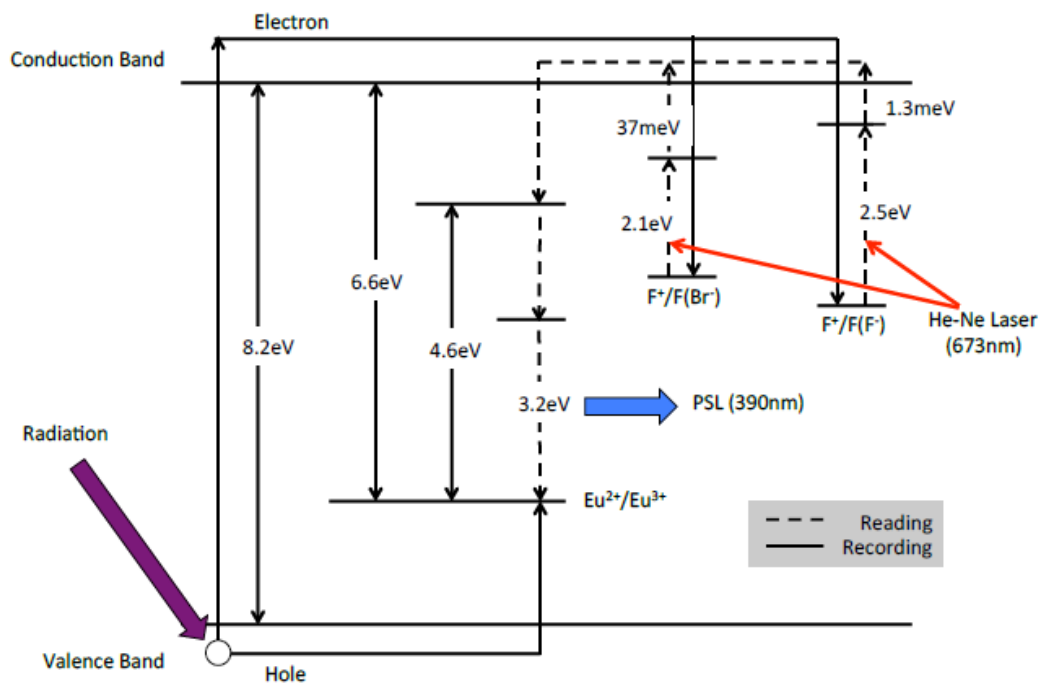 Electron
Conduction Band
1.3meV
37meV
2.1eV
2.5eV
6.6eV
F⁺/F(Br⁻)
F⁺/F(F⁻)
He-Ne Laser
(673nm)
8.2eV
4.6eV
3.2eV
PSL (390nm)
Radiation
Eu²⁺/Eu³⁺
Reading
Recording
Valence Band
Hole